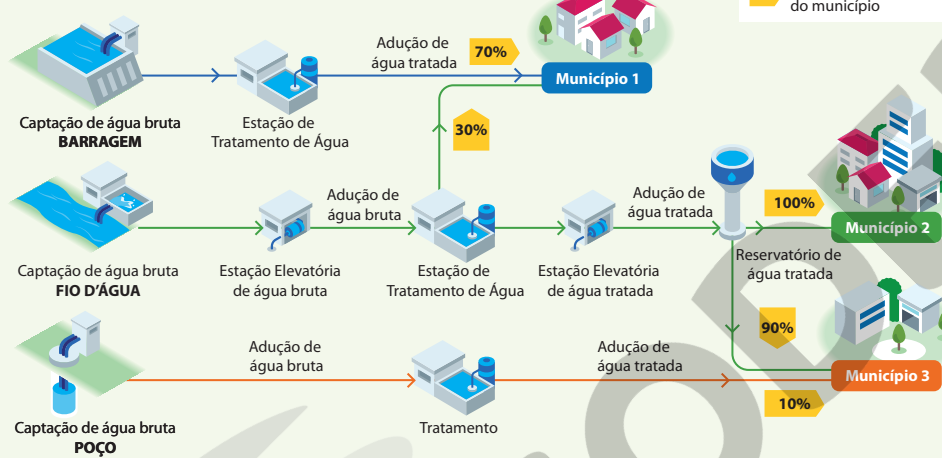 do município
Adução de
água tratada
70%
Município 1
Captação de água bruta
BARRAGEM
Estação de
Tratamento de Água
30%
Adução de
água bruta
Adução de
água tratada
100%
Município 2
Captação de água bruta
FIO D'ÁGUA
Estação Elevatória
de água bruta
Estação de
Tratamento de Água
Estação Elevatória
de água tratada
Reservatório de
água tratada
90%
Adução de
água bruta
Adução de
água tratada
Município 3
10%
Captação de água bruta
POÇO
Tratamento